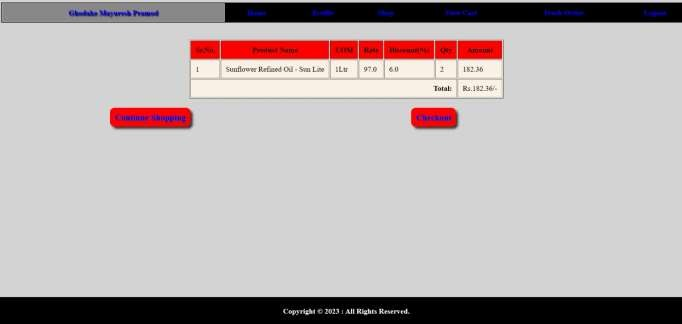 Ghodake Mayuresh Pramod Home Profile Shop View Cart Track Order Logout
Sr.No. Product Name UOM Rate Discount(%) Qty Amount
1 Sunflower Refined Oil - Sun Lite 1Ltr 97.0 6.0 2 182.36
Total: Rs.182.36/-
Continue Shopping Checkout
Copyright © 2023 : All Rights Reserved.